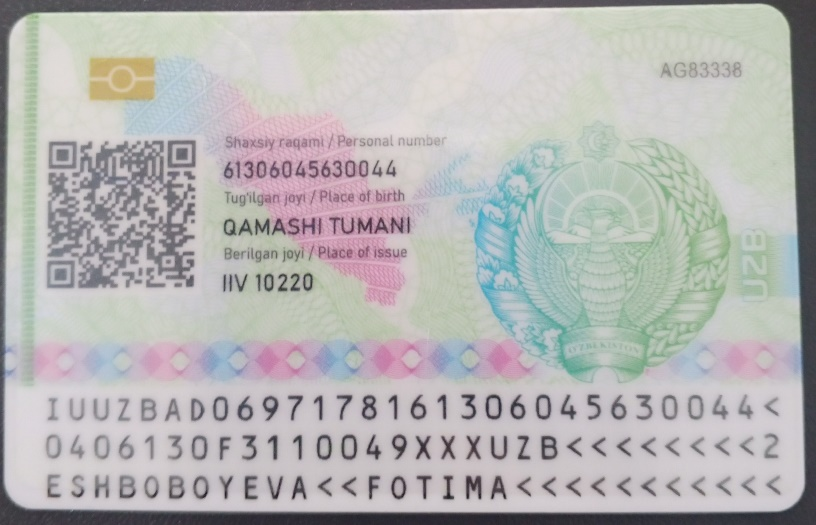 AG83338
Shaxsiy raqami / Personal number
61306045630044
Tug'ilgan joyi / Place of birth
QAMASHI TUMANI
Berilgan joyi / Place of issue
IIV 10220
UZB
O'ZBEKISTON
IUUZBAD0697178161306045630044<
0406130F3110049XXXUZB<<<<<<<<2
ESHBOBOYEVA<<FOTIMA<<<<<<<<<<<